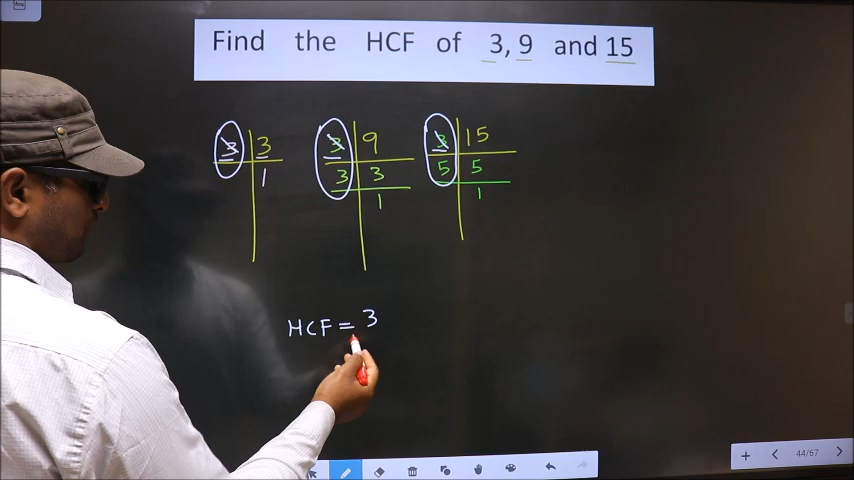 Find the HCF of 3, 9 and 15
3 3 3 9 3 15
1 3 3 5 5
1 1
HCF = 3
44/67